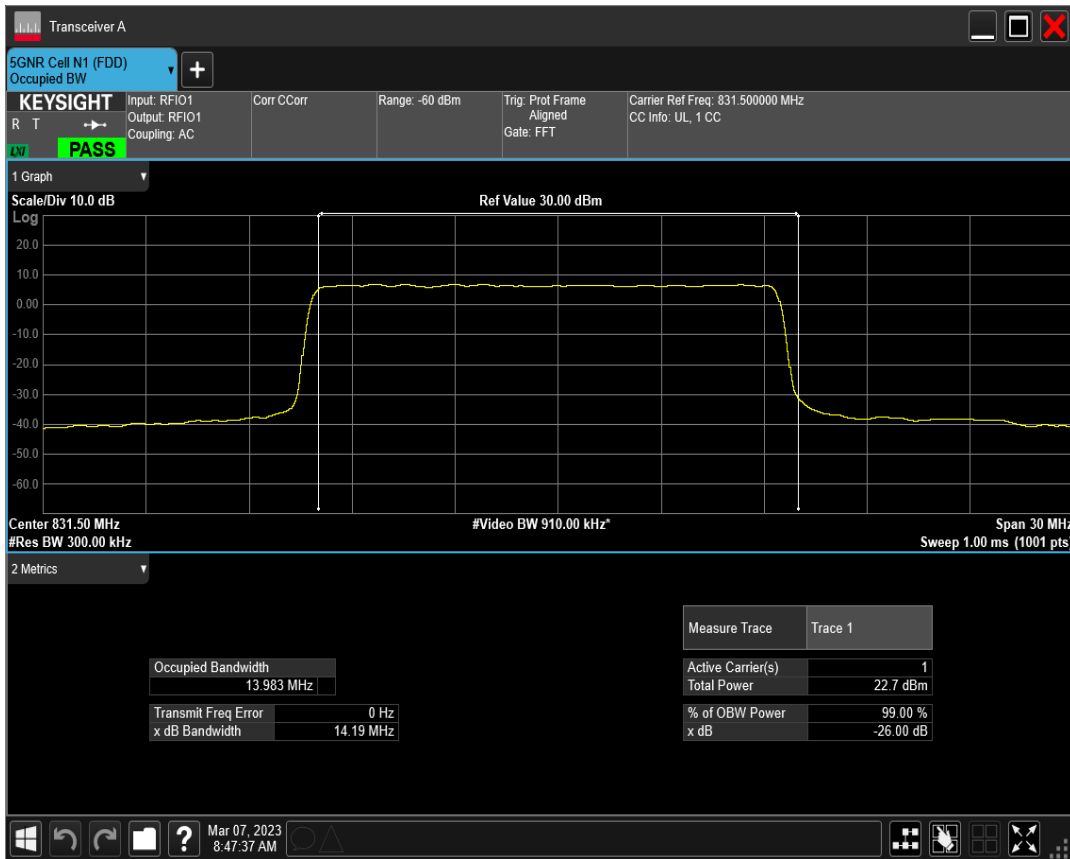 Transceiver A
5GNR Cell N1 (FDD)
Occupied BW
KEYSIGHT
R T
LXI
PASS
Input: RFIO1
Output: RFIO1
Coupling: AC
Corr CCorr
Range: -60 dBm
Trig: Prot Frame
Aligned
Gate: FFT
Carrier Ref Freq: 831.500000 MHz
CC Info: UL, 1 CC
1 Graph
Scale/Div 10.0 dB
Ref Value 30.00 dBm
Log
20.0
10.0
0.00
-10.0
-20.0
-30.0
-40.0
-50.0
-60.0
Center 831.50 MHz
#Video BW 910.00 kHz*
Span 30 MHz
#Res BW 300.00 kHz
Sweep 1.00 ms (1001 pts)
2 Metrics
Measure Trace Trace 1
Occupied Bandwidth
13.983 MHz
Active Carrier(s) 1
Total Power 22.7 dBm
Transmit Freq Error 0 Hz
x dB Bandwidth 14.19 MHz
% of OBW Power 99.00 %
x dB -26.00 dB
?
Mar 07, 2023
8:47:37 AM